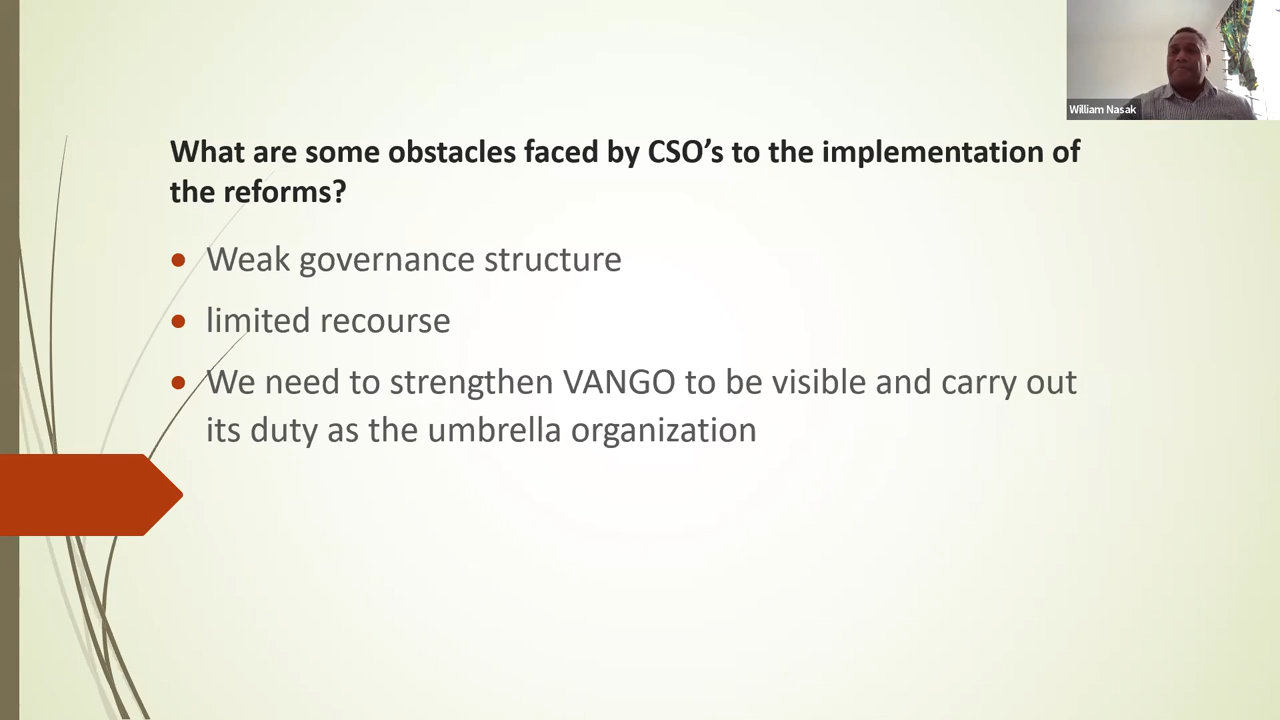 William Nasak
What are some obstacles faced by CSO’s to the implementation of
the reforms?
Weak governance structure
limited recourse
We need to strengthen VANGO to be visible and carry out
its duty as the umbrella organization